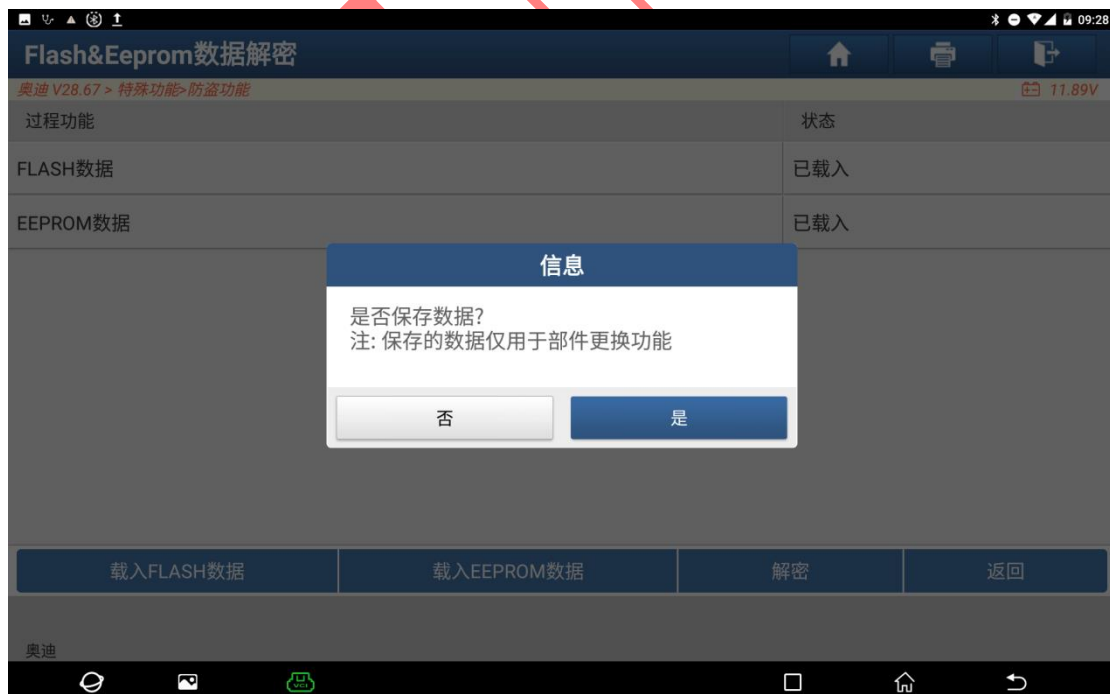 09:28
Flash&Eeprom数据解密
奥迪 V28.67 > 特殊功能>防盗功能
11.89V
过程功能 状态
FLASH数据 已载入
EEPROM数据 已载入
信息
是否保存数据?
注: 保存的数据仅用于部件更换功能
否 是
载入FLASH数据 载入EEPROM数据 解密 返回
奥迪
VCI